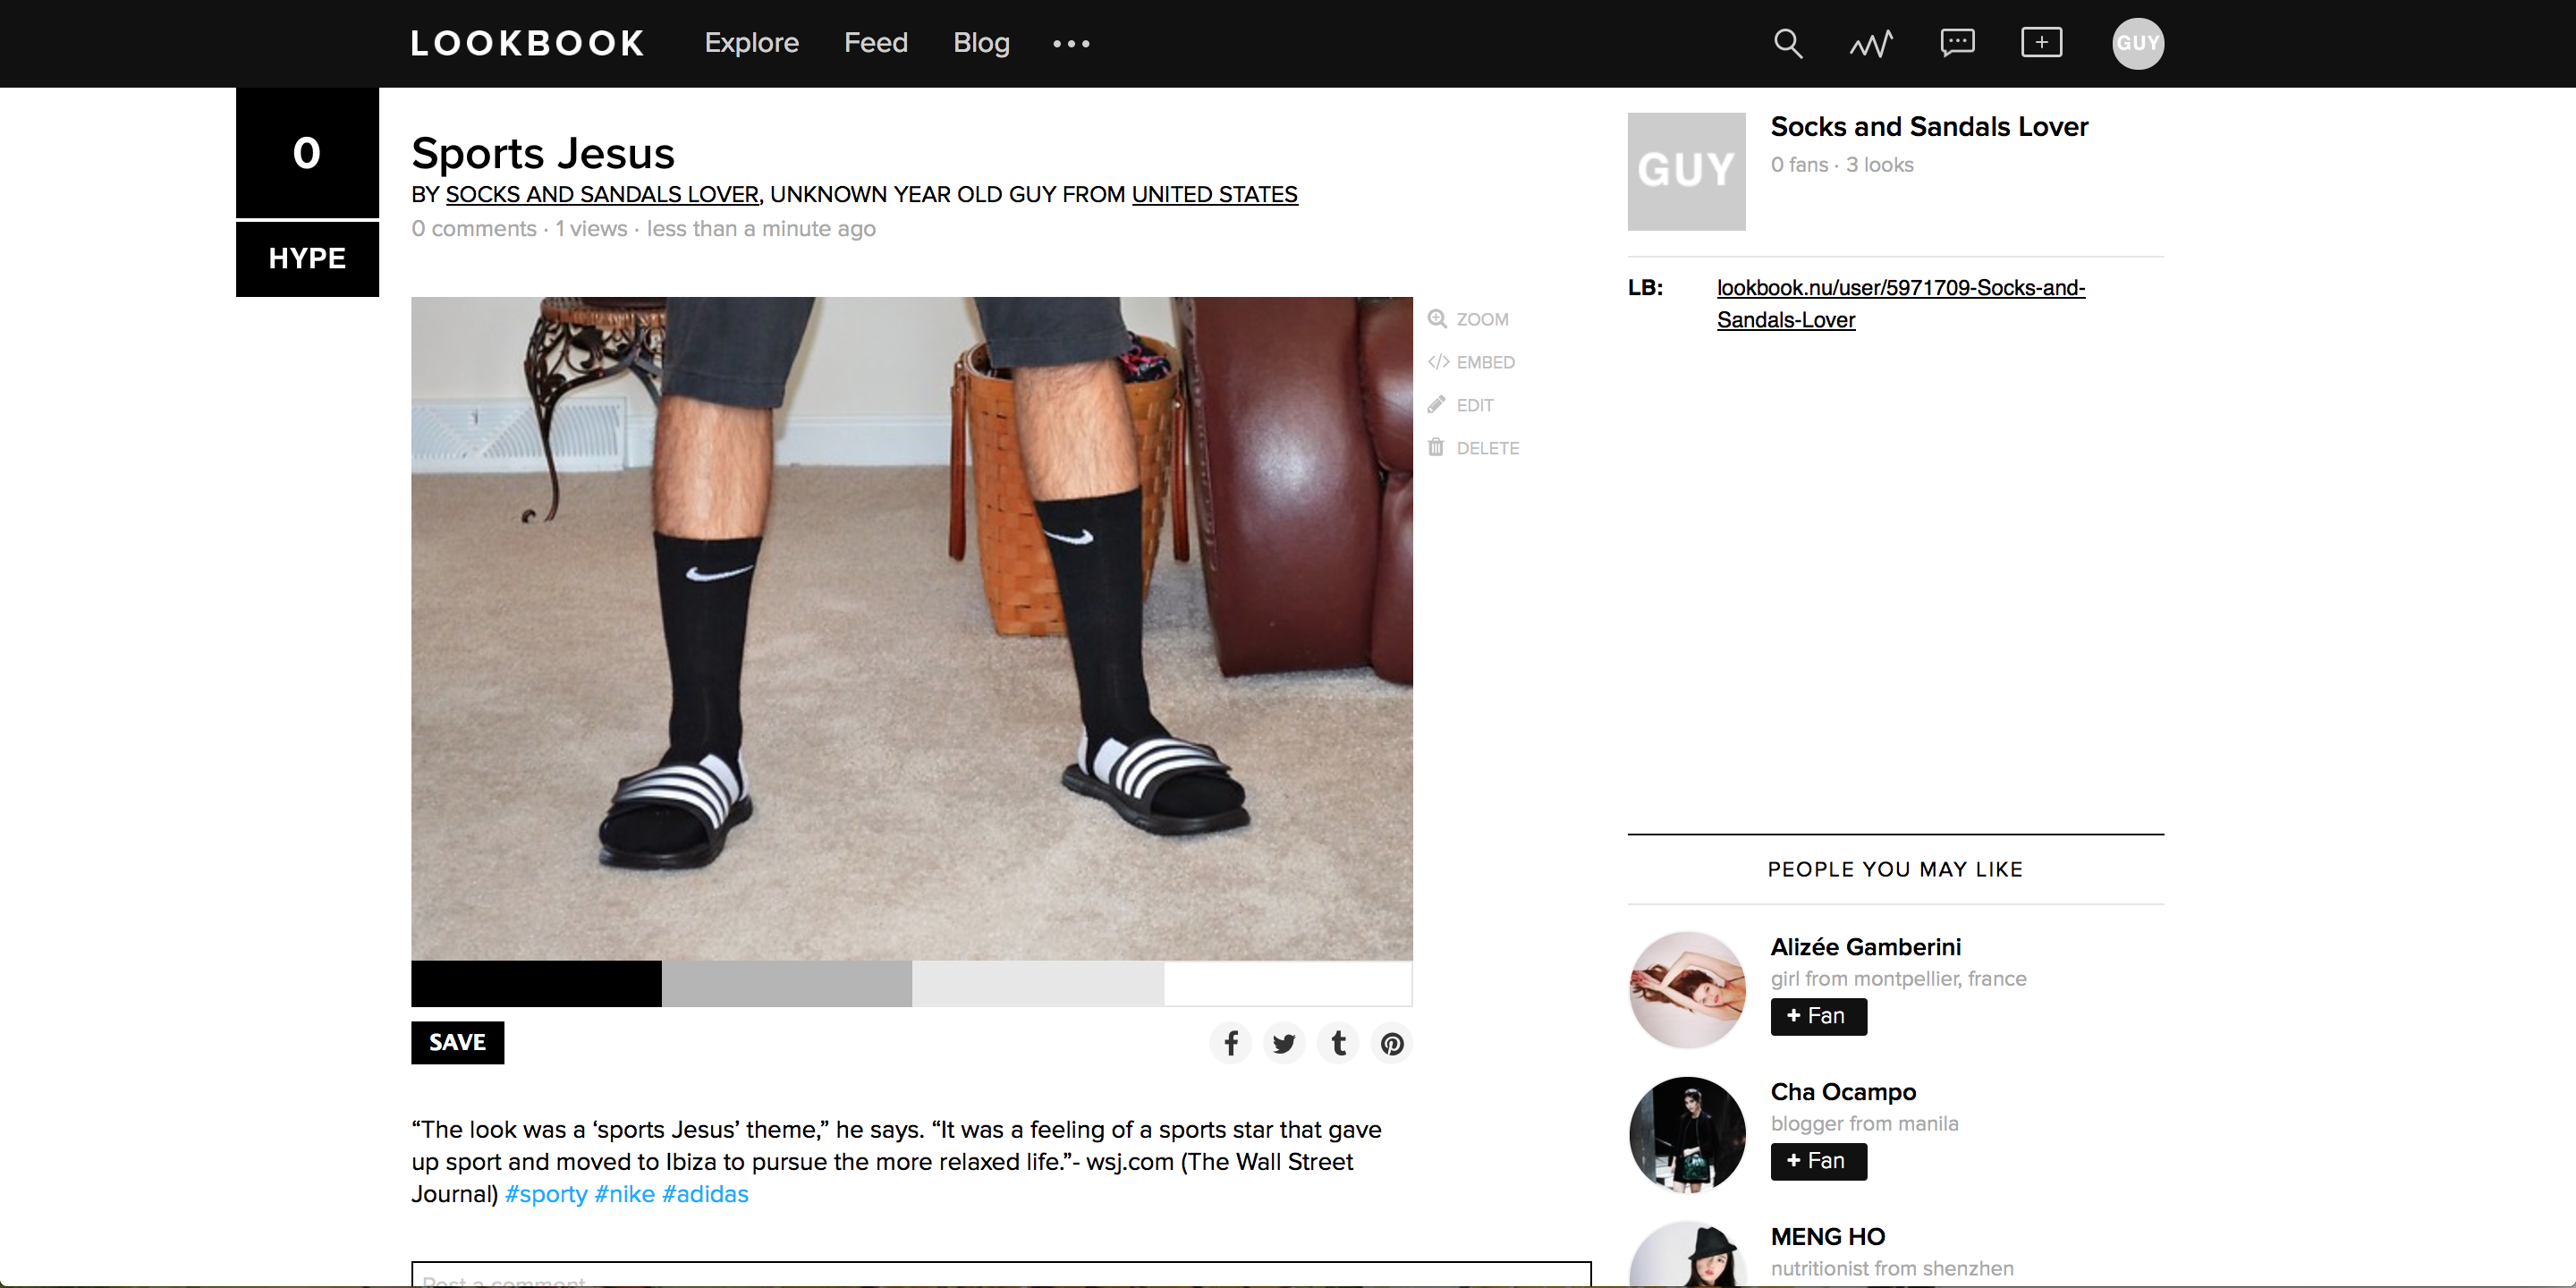 LOOKBOOK Explore Feed Blog
GUY
0
HYPE
Sports Jesus
BY SOCKS AND SANDALS LOVER, UNKNOWN YEAR OLD GUY FROM UNITED STATES
0 comments · 1 views · less than a minute ago
ZOOM
</> EMBED
EDIT
DELETE
SAVE
“The look was a ‘sports Jesus’ theme,” he says. “It was a feeling of a sports star that gave
up sport and moved to Ibiza to pursue the more relaxed life.”- wsj.com (The Wall Street
Journal) #sporty #nike #adidas
Post a comment
GUY
Socks and Sandals Lover
0 fans · 3 looks
LB: lookbook.nu/user/5971709-Socks-and-
Sandals-Lover
PEOPLE YOU MAY LIKE
Alizée Gamberini
girl from montpellier, france
+ Fan
Cha Ocampo
blogger from manila
+ Fan
MENG HO
nutritionist from shenzhen